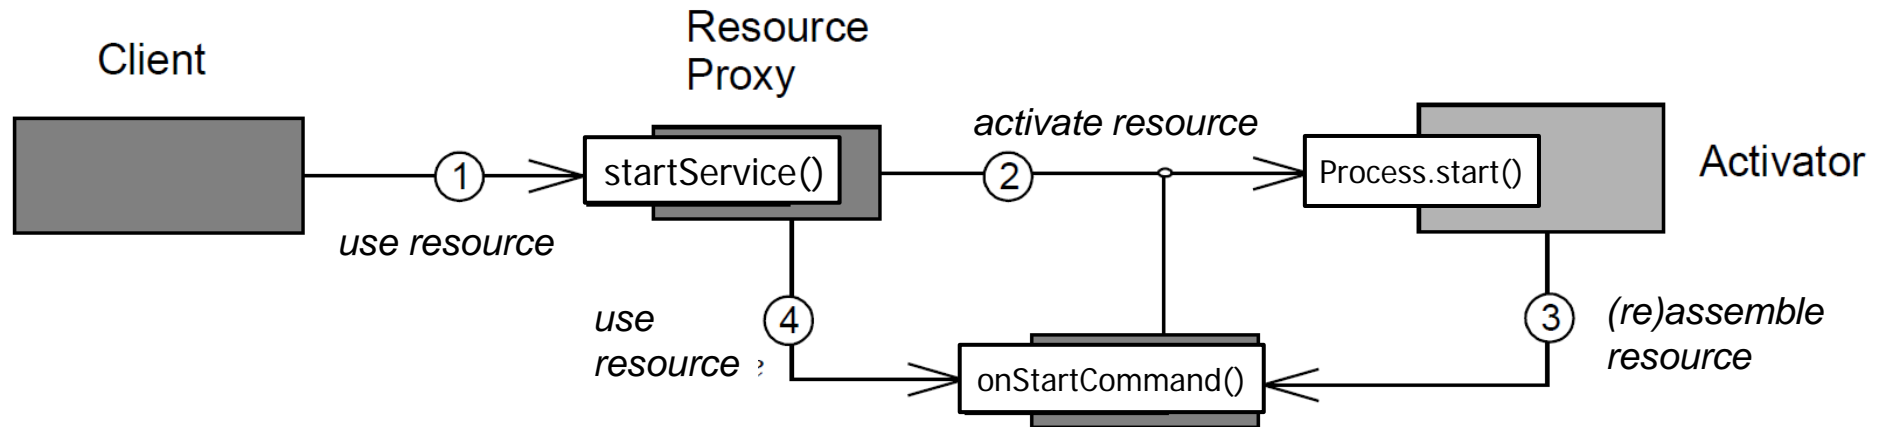 Client
Resource
Proxy
activate resource
1
startService()
2
Process.start()
Activator
use resource
use
resource
4
onStartCommand()
3
(re)assemble
resource